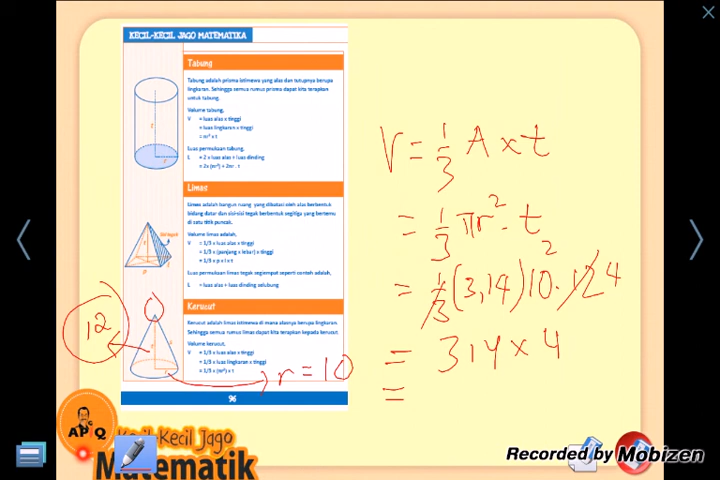 KECIL-KECIL JAGO MATEMATIKA
Tabung
Tabung adalah prisma istimewa yang alas dan tutupnya berupa
lingkaran. Sehingga semua rumus prisma dapat kita terapkan
untuk tabung.
Volume tabung,
V = luas alas x tinggi
= luas lingkaran x tinggi
= πr² x t
Luas permukaan tabung.
L = 2 x luas alas + luas dinding
= 2x (πr²) + 2πr . t
Limas
Limas adalah bangun ruang yang dibatasi oleh alas berbentuk
bidang datar dan sisi-sisi tegak berbentuk segitiga yang bertemu
di satu titik puncak.
Volume limas adalah,
V = 1/3 x luas alas x tinggi
= 1/3 x (panjang x lebar) x tinggi
= 1/3 x p x l x t
Luas permukaan limas tegak segiempat seperti contoh adalah,
L = luas alas + luas dinding selubung
Kerucut
Kerucut adalah limas istimewa di mana alasnya berupa lingkaran.
Sehingga semua rumus limas dapat kita terapkan kepada kerucut.
Volume kerucut,
V = 1/3 x luas alas x tinggi
= 1/3 x luas lingkaran x tinggi
= 1/3 x (πr²) x t
96
12
r = 10
V = 1/3 A x t
= 1/3 πr² . t
= 1/3 (3,14) 10² . 12 4
= 314 x 4
=
APIQ
Kecil-Kecil Jago
Matematik
Recorded by Mobizen